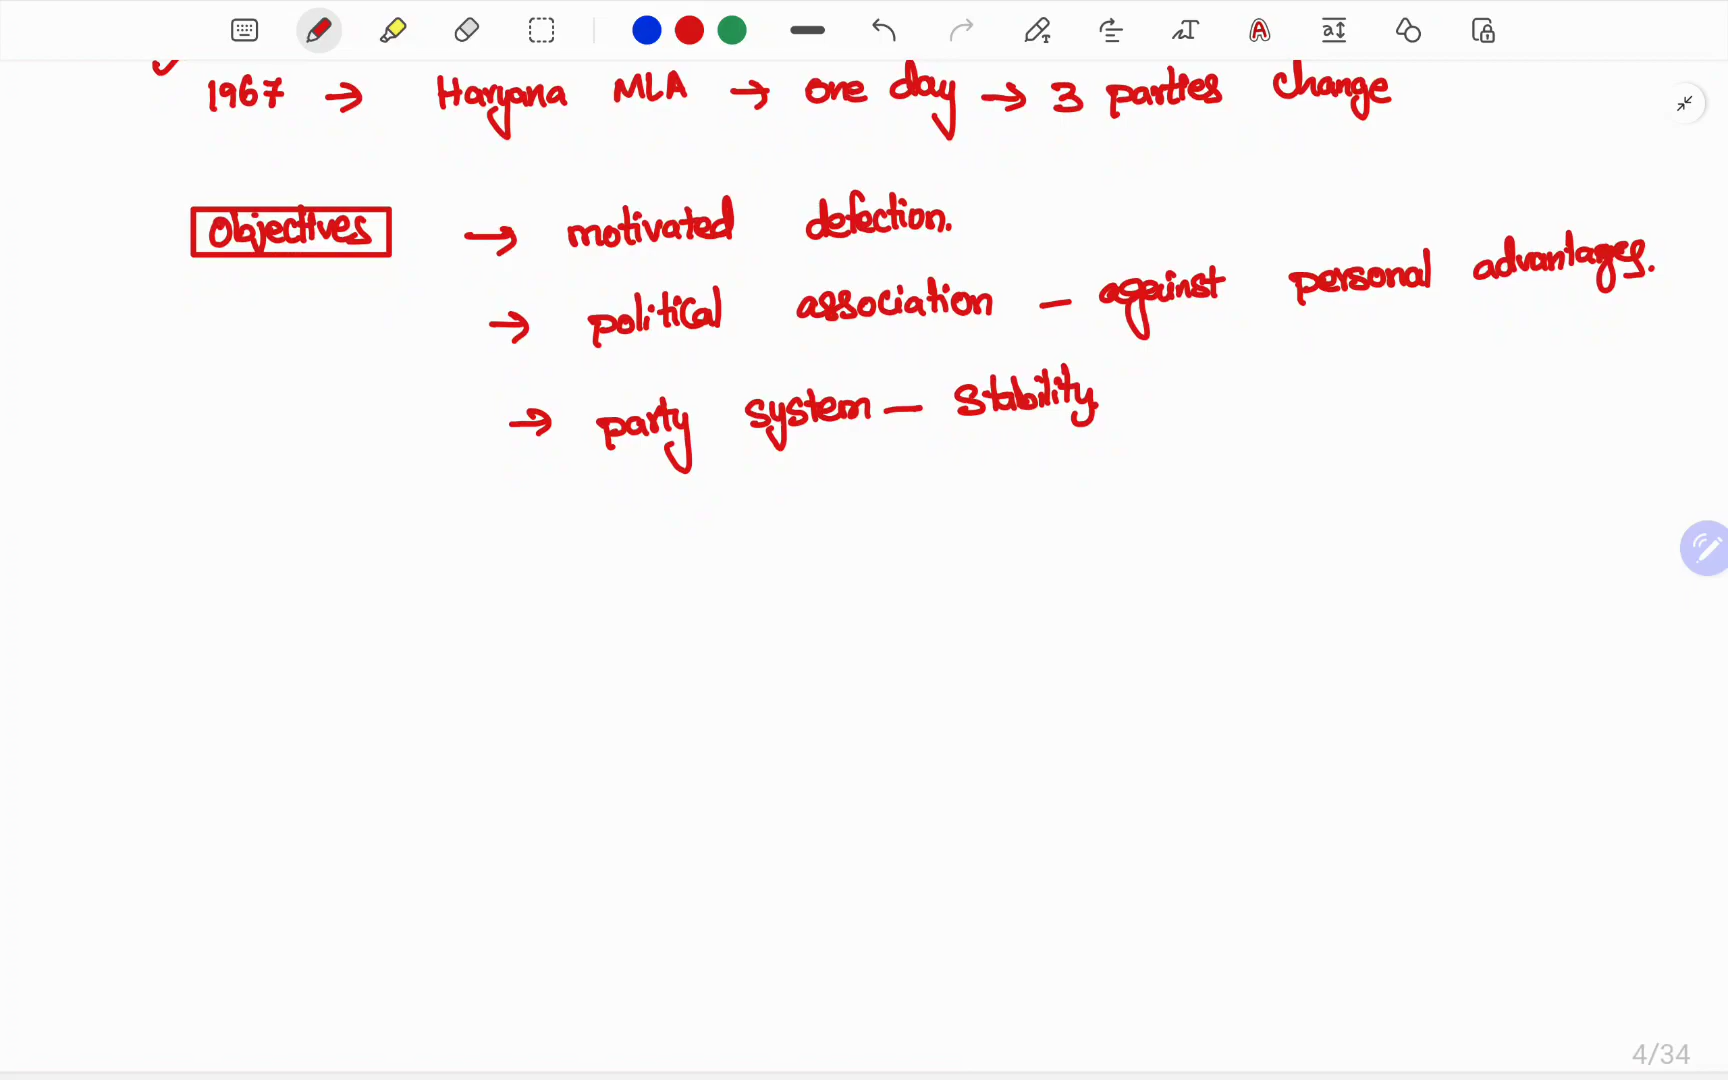 1967 → Haryana MLA → one day → 3 parties change
Objectives → motivated defection.
→ political association - against personal advantages.
→ party system - Stability
4/34